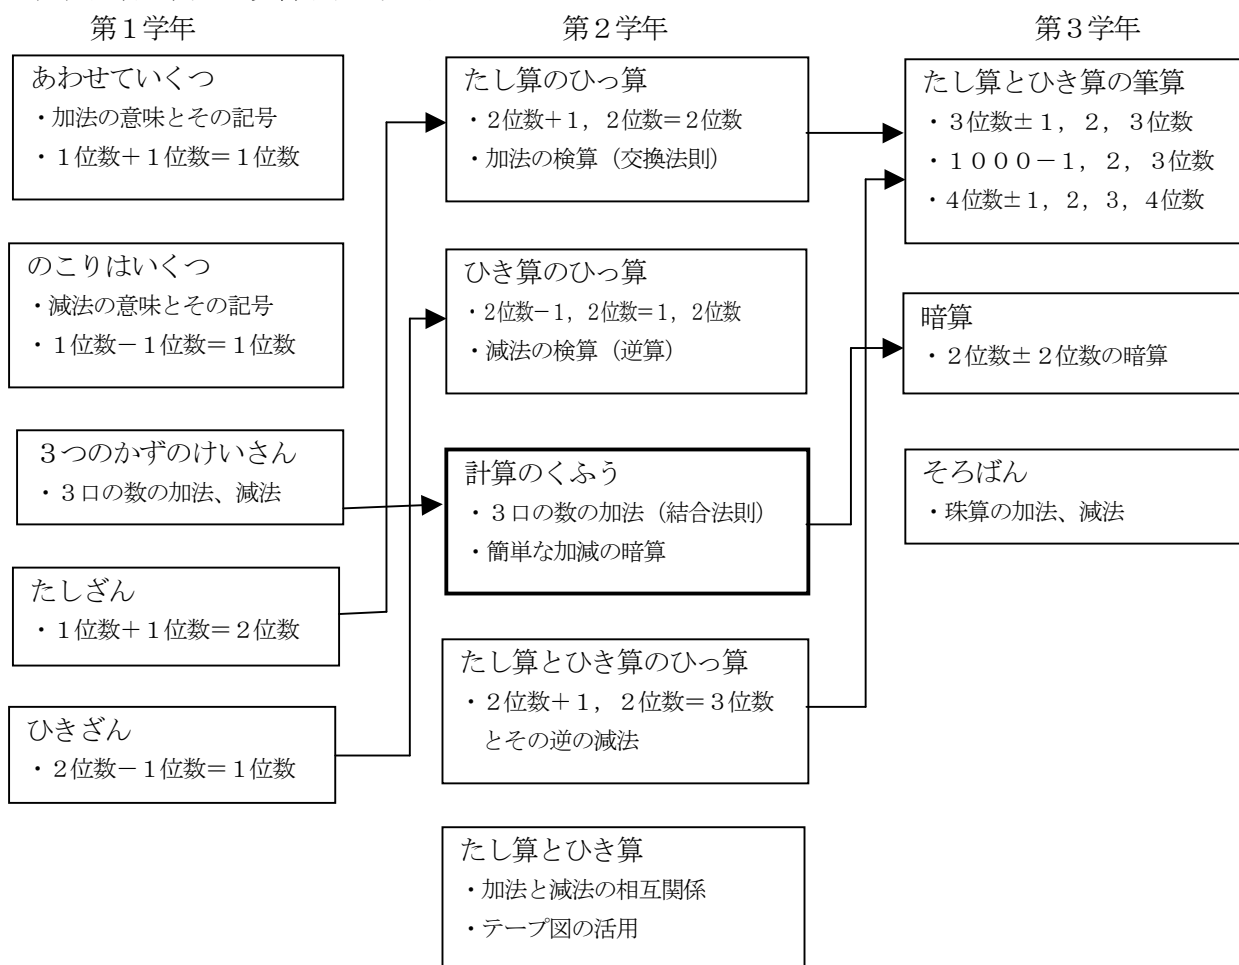 第１学年
第２学年
第３学年
あわせていくつ
・加法の意味とその記号
・１位数＋１位数＝１位数
のこりはいくつ
・減法の意味とその記号
・１位数－１位数＝１位数
３つのかずのけいさん
・３口の数の加法、減法
たしざん
・１位数＋１位数＝２位数
ひきざん
・２位数－１位数＝１位数
たし算のひっ算
・２位数＋１，２位数＝２位数
・加法の検算（交換法則）
ひき算のひっ算
・２位数－１，２位数＝１，２位数
・減法の検算（逆算）
計算のくふう
・３口の数の加法（結合法則）
・簡単な加減の暗算
たし算とひき算のひっ算
・２位数＋１，２位数＝３位数
とその逆の減法
たし算とひき算
・加法と減法の相互関係
・テープ図の活用
たし算とひき算の筆算
・３位数±１，２，３位数
・１０００－１，２，３位数
・４位数±１，２，３，４位数
暗算
・２位数±２位数の暗算
そろばん
・珠算の加法、減法